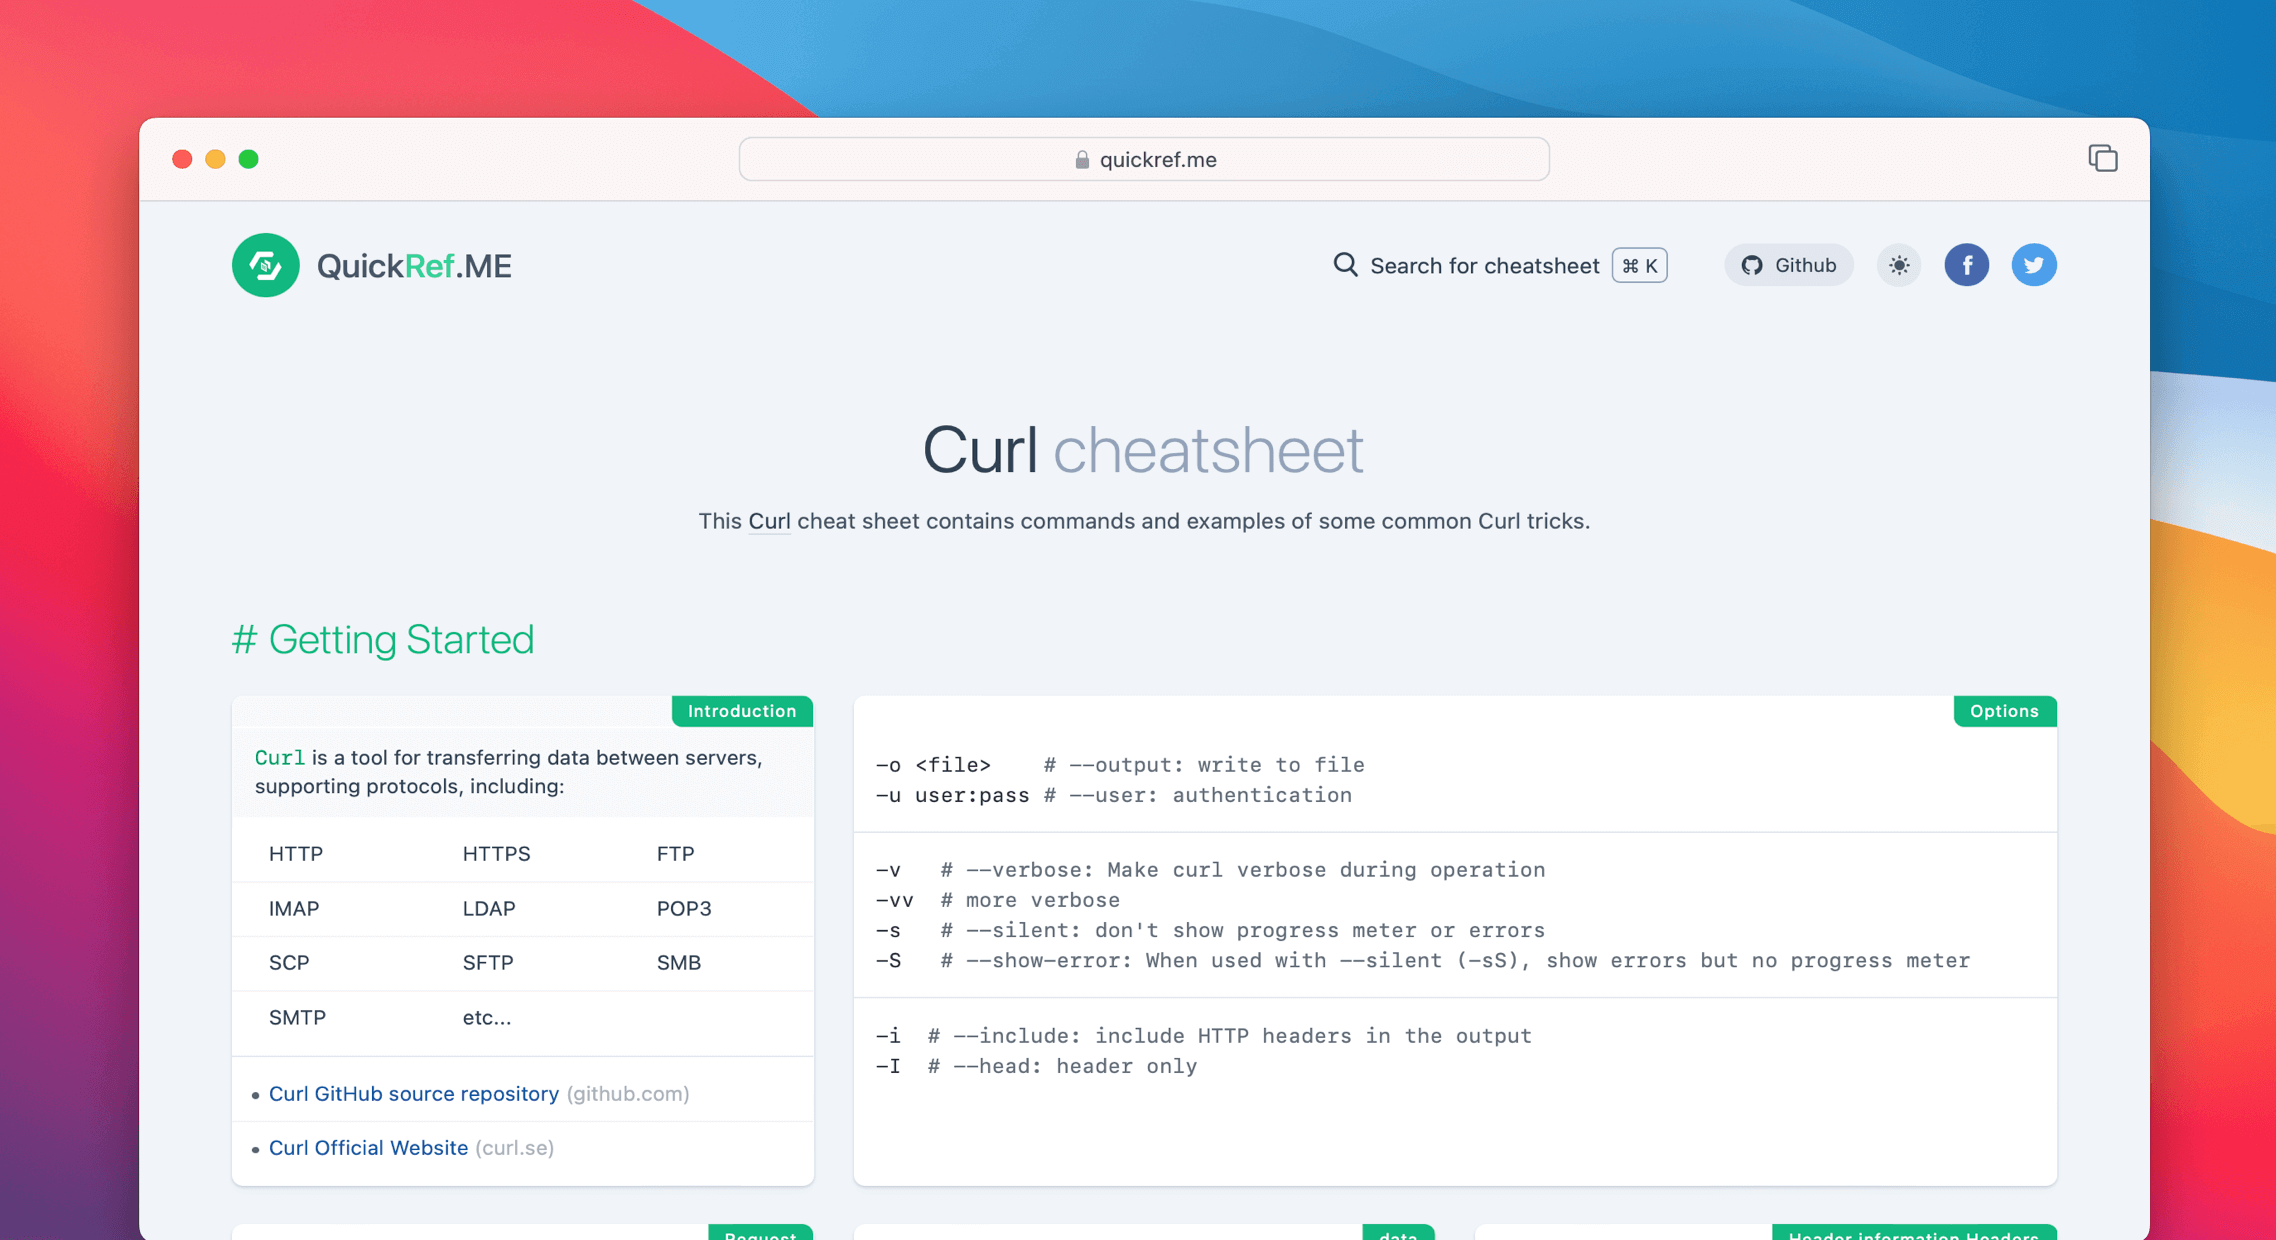 quickref.me
QuickRef.ME
Search for cheatsheet ⌘ K
Github
Curl cheatsheet
This Curl cheat sheet contains commands and examples of some common Curl tricks.
# Getting Started
Introduction
Curl is a tool for transferring data between servers,
supporting protocols, including:
HTTP HTTPS FTP
IMAP LDAP POP3
SCP SFTP SMB
SMTP etc...
• Curl GitHub source repository (github.com)
• Curl Official Website (curl.se)
Options
-o <file>    # --output: write to file
-u user:pass # --user: authentication
-v   # --verbose: Make curl verbose during operation
-vv  # more verbose
-s   # --silent: don't show progress meter or errors
-S   # --show-error: When used with --silent (-sS), show errors but no progress meter
-i  # --include: include HTTP headers in the output
-I  # --head: header only
Request
data
Header information Headers